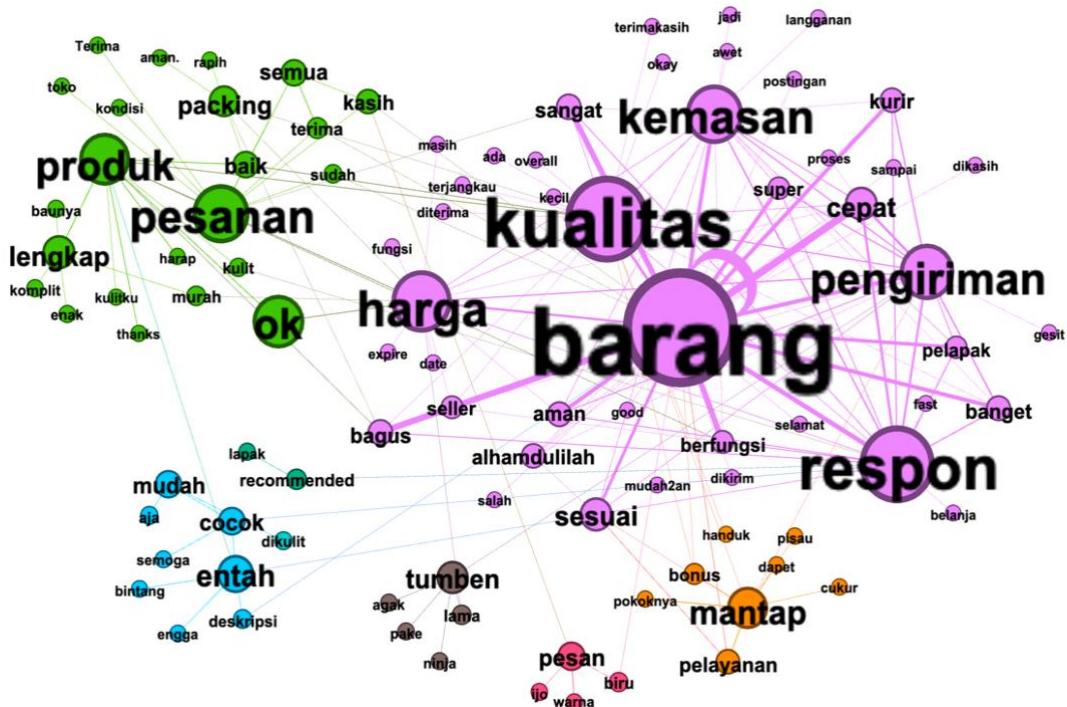 Terima
aman.
rapih
semua
toko
kondisi
packing
kasih
terima
produk
baik
sudah
baunya
pesanan
lengkap
harap
kulit
komplit
enak
kulitku
murah
thanks
ok
terimakasih
jadi
langganan
awet
okay
postingan
sangat
kemasan
kurir
masih
ada
overall
proses
sampai
dikasih
terjangkau
kecil
super
cepat
diterima
kualitas
fungsi
pengiriman
harga
barang
gesit
expire
date
pelapak
seller
aman
good
fast
banget
bagus
selamat
alhamdulilah
berfungsi
respon
salah
mudah2an
dikirim
sesuai
belanja
lapak
recommended
mudah
aja
cocok
dikulit
semoga
entah
bintang
deskripsi
engga
tumben
agak
lama
pake
ninja
handuk
pisau
bonus
dapet
cukur
pokoknya
mantap
pelayanan
pesan
biru
ijo
warna